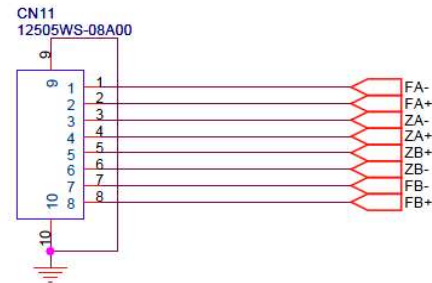 CN11
12505WS-08A00
9
9 1 1 FA-
2 2 FA+
3 3 ZA-
4 4 ZA+
5 5 ZB+
6 6 ZB-
7 7 FB-
10 8 8 FB+
10